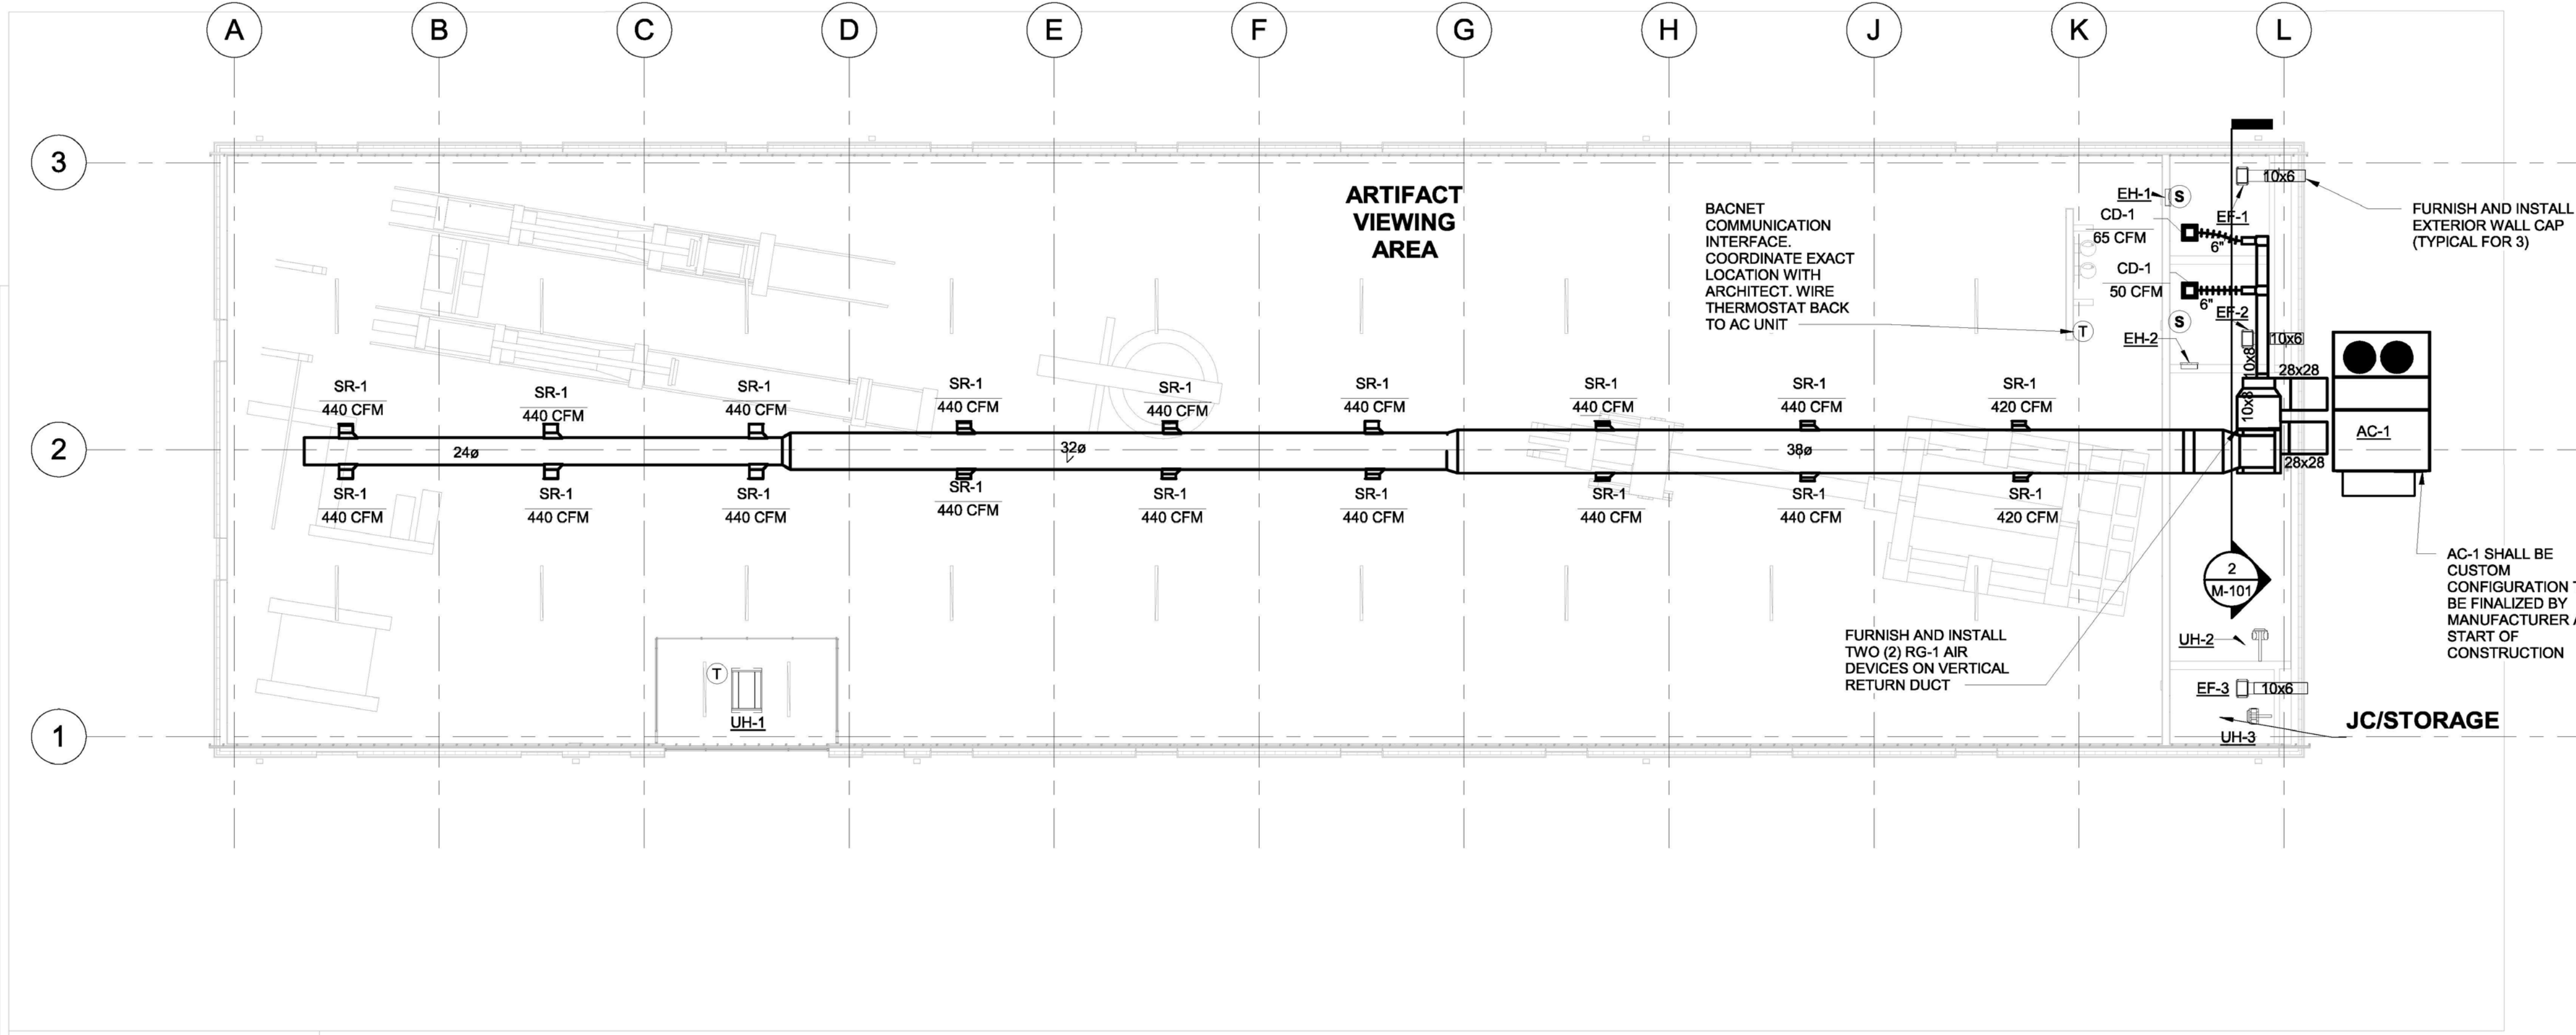 A B C D E F G H J K L
3
2
1
ARTIFACT
VIEWING
AREA
BACNET
COMMUNICATION
INTERFACE.
COORDINATE EXACT
LOCATION WITH
ARCHITECT. WIRE
THERMOSTAT BACK
TO AC UNIT
T
EH-1
S
CD-1
65 CFM
6"
EF-1
10x6
FURNISH AND INSTALL
EXTERIOR WALL CAP
(TYPICAL FOR 3)
CD-1
50 CFM
6"
S
EF-2
10x6
EH-2
10x8
10x8
28x28
28x28
AC-1
SR-1
440 CFM
SR-1
440 CFM
SR-1
440 CFM
SR-1
440 CFM
SR-1
440 CFM
SR-1
440 CFM
SR-1
440 CFM
SR-1
440 CFM
SR-1
420 CFM
24ø
32ø
38ø
SR-1
440 CFM
SR-1
440 CFM
SR-1
440 CFM
SR-1
440 CFM
SR-1
440 CFM
SR-1
440 CFM
SR-1
440 CFM
SR-1
440 CFM
SR-1
420 CFM
AC-1 SHALL BE
CUSTOM
CONFIGURATION
BE FINALIZED BY
MANUFACTURER
START OF
CONSTRUCTION
2
M-101
FURNISH AND INSTALL
TWO (2) RG-1 AIR
DEVICES ON VERTICAL
RETURN DUCT
T
UH-1
UH-2
EF-3
10x6
UH-3
JC/STORAGE